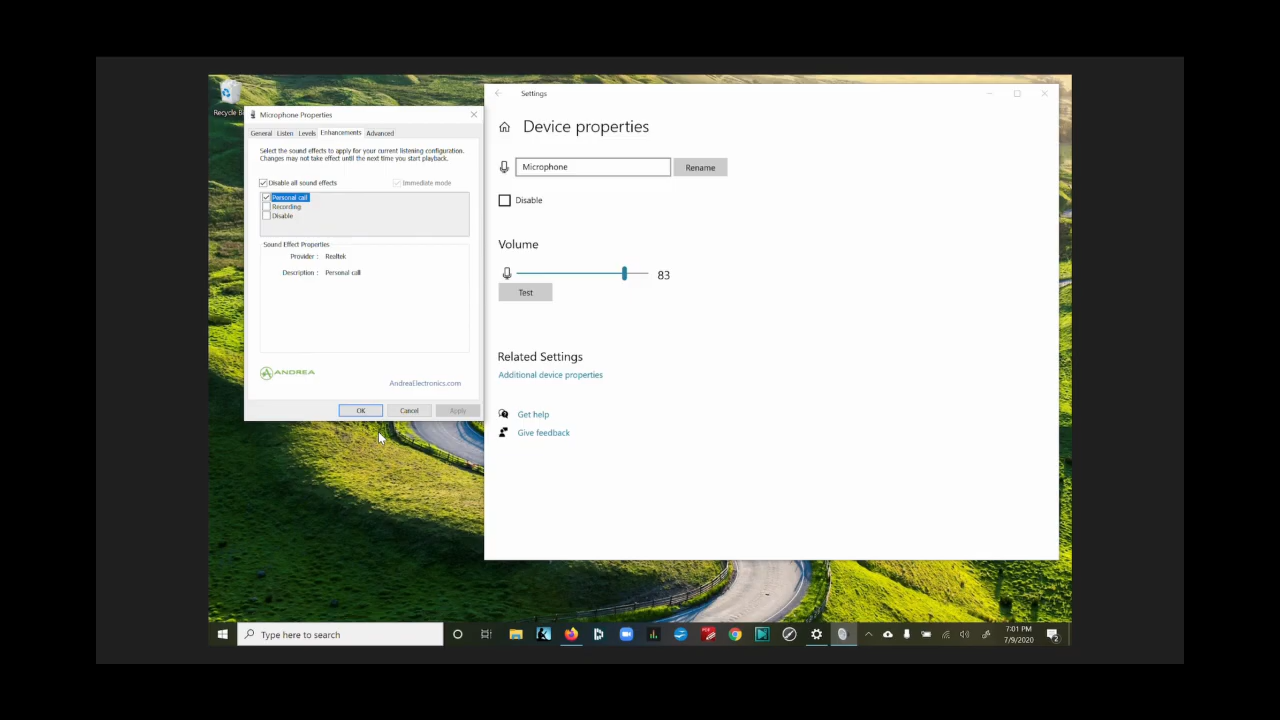 Recycle B
Microphone Properties
General Listen Levels Enhancements Advanced
Select the sound effects to apply for your current listening configuration.
Changes may not take effect until the next time you start playback.
Disable all sound effects
Immediate mode
Personal call
Recording
Disable
Sound Effect Properties
Provider : Realtek
Description : Personal call
ANDREA
AndreaElectronics.com
OK Cancel Apply
Settings
Device properties
Microphone
Rename
Disable
Volume
83
Test
Related Settings
Additional device properties
Get help
Give feedback
Type here to search
7:01 PM
7/9/2020
2